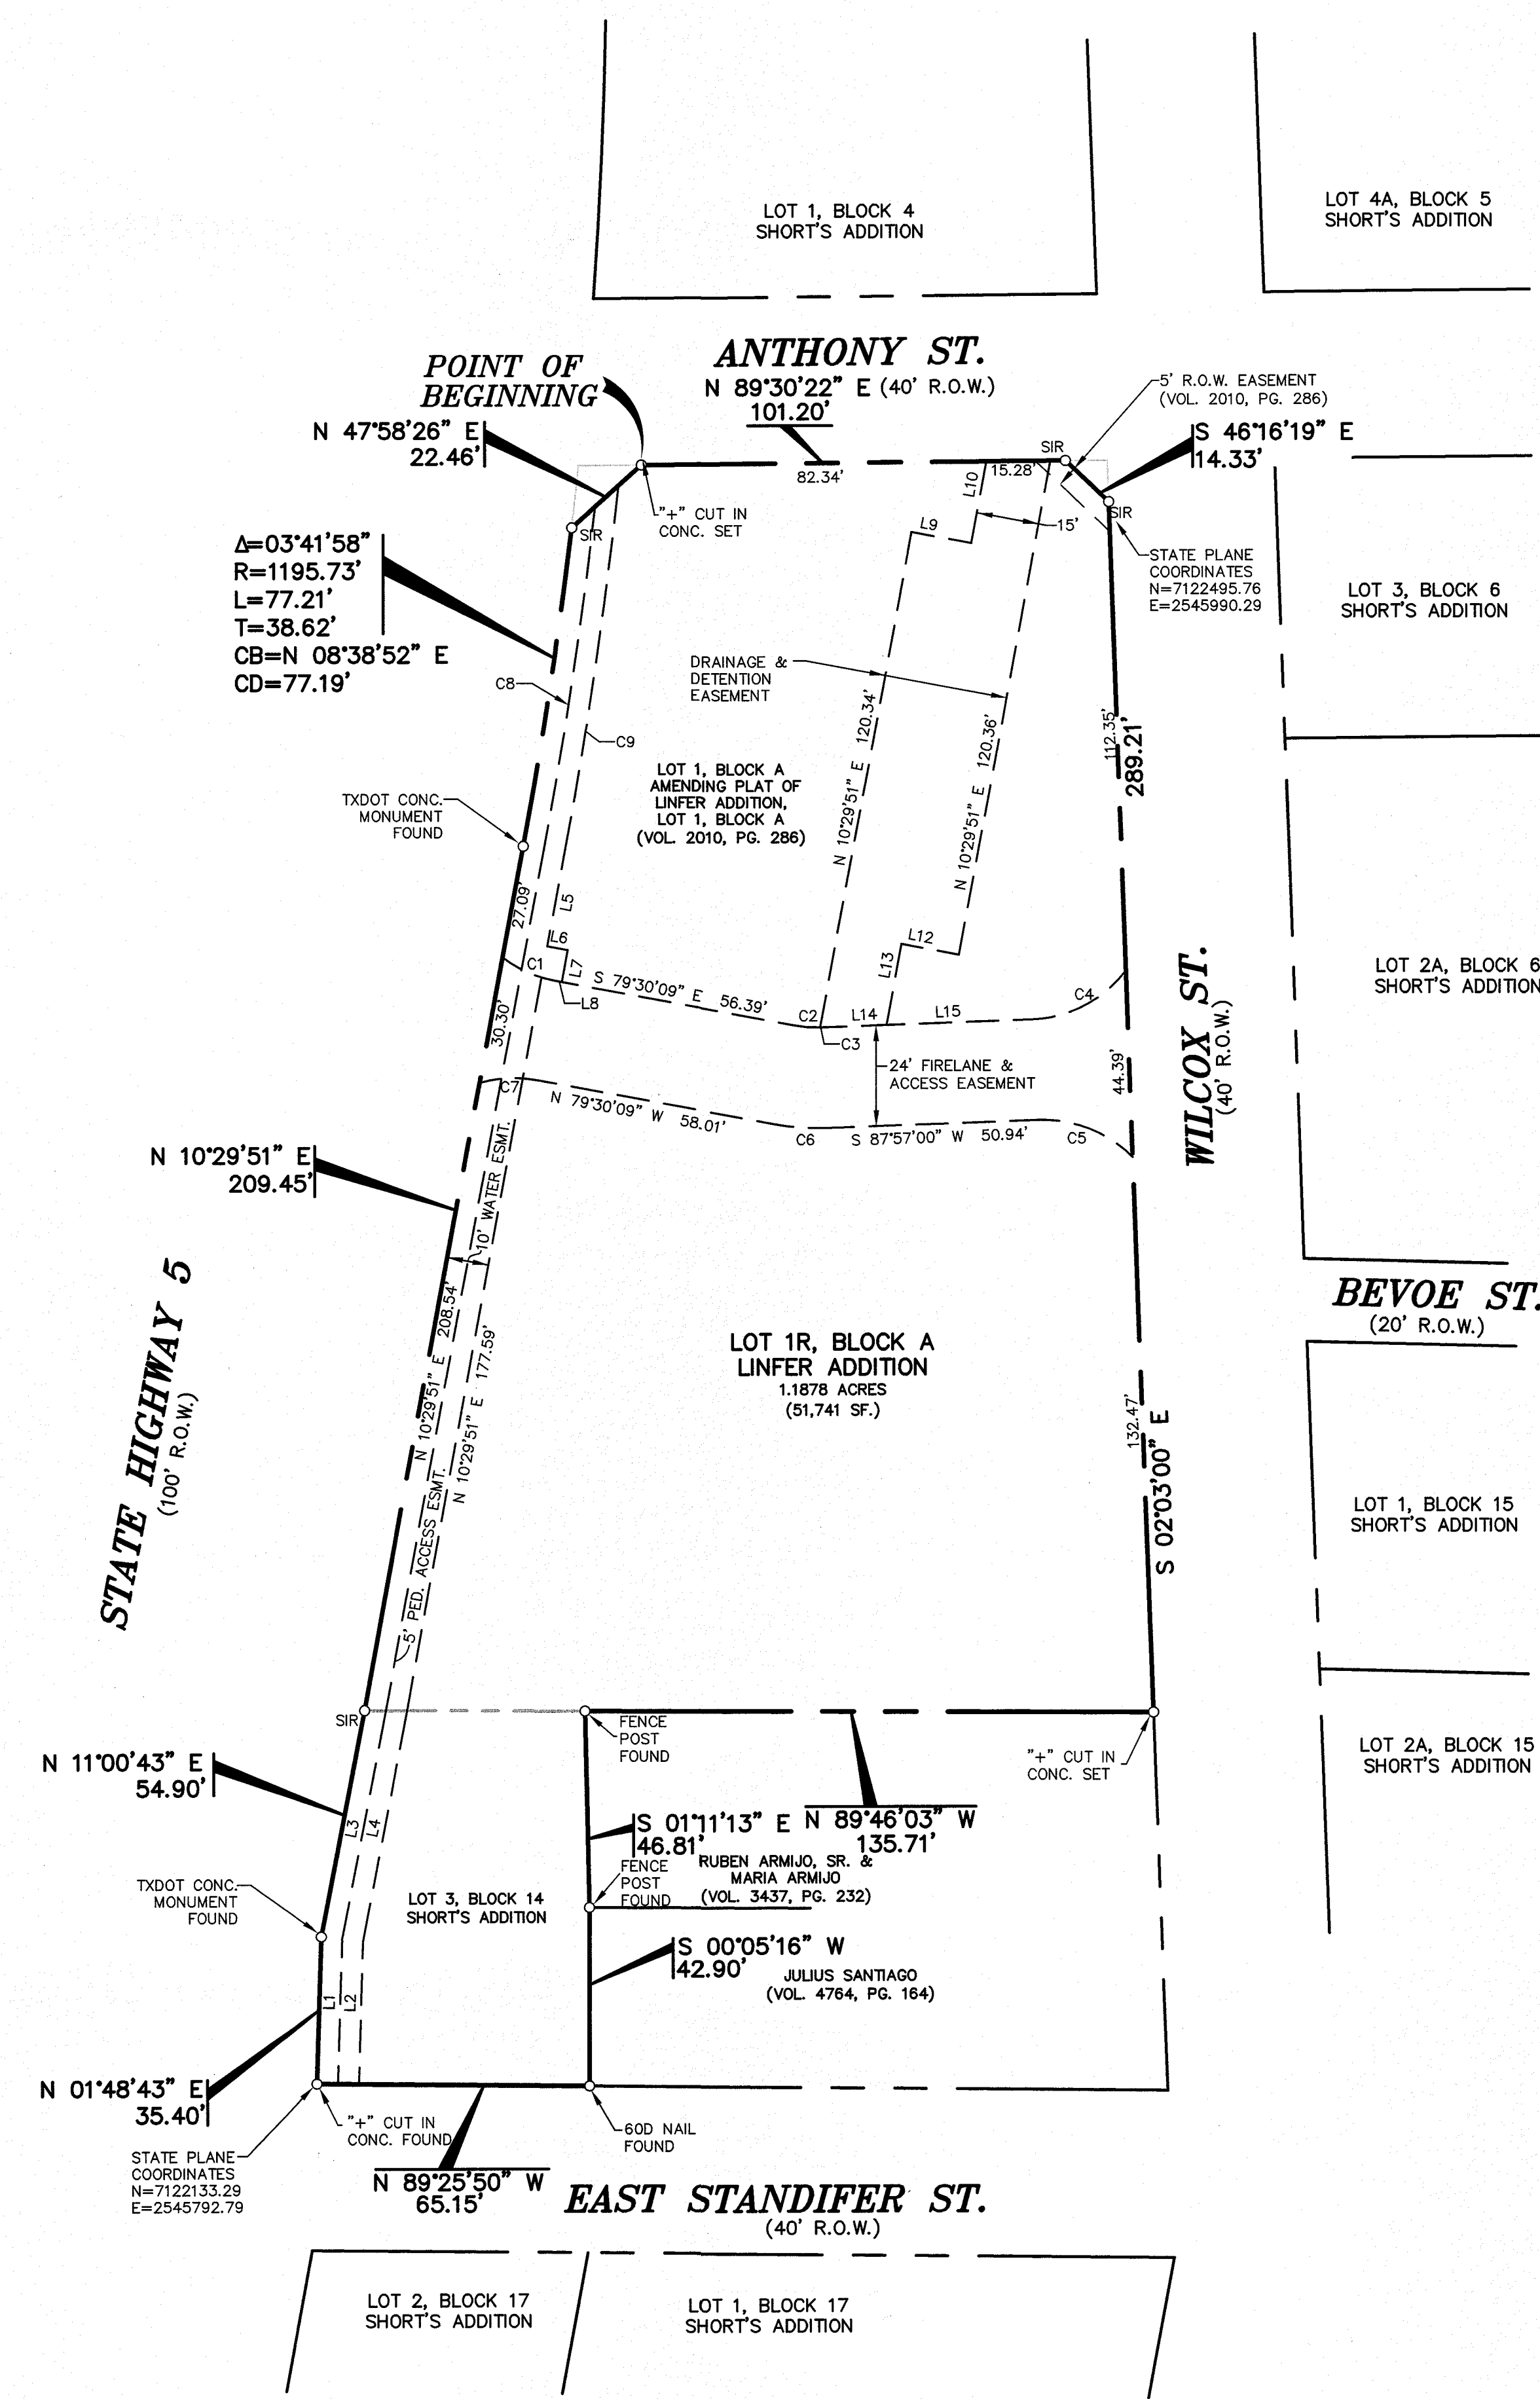 LOT 1, BLOCK 4
SHORT'S ADDITION
LOT 4A, BLOCK 5
SHORT'S ADDITION
ANTHONY ST.
N 89°30'22" E (40' R.O.W.)
101.20'
POINT OF
BEGINNING
N 47°58'26" E
22.46'
5' R.O.W. EASEMENT
(VOL. 2010, PG. 286)
S 46°16'19" E
14.33'
SIR
82.34'
15.28'
L10
"+" CUT IN
CONC. SET
SIR
SIR
L9
15'
Δ=03°41'58"
R=1195.73'
L=77.21'
T=38.62'
CB=N 08°38'52" E
CD=77.19'
STATE PLANE
COORDINATES
N=7122495.76
E=2545990.29
LOT 3, BLOCK 6
SHORT'S ADDITION
C8
DRAINAGE &
DETENTION
EASEMENT
C9
N 10°29'51" E 120.34'
N 10°29'51" E 120.36'
112.35'
289.21'
LOT 1, BLOCK A
AMENDING PLAT OF
LINFER ADDITION,
LOT 1, BLOCK A
(VOL. 2010, PG. 286)
TXDOT CONC.
MONUMENT
FOUND
27.09'
L5
L6
L7
C1
L8
S 79°30'09" E 56.39'
L12
L13
C2
L14
L15
C3
C4
30.30'
24' FIRELANE &
ACCESS EASEMENT
44.39'
WILCOX ST.
(40' R.O.W.)
LOT 2A, BLOCK 6
SHORT'S ADDITION
C7
N 79°30'09" W 58.01'
C6
S 87°57'00" W 50.94'
C5
N 10°29'51" E
209.45'
10' WATER ESMT.
N 10°29'51" E 208.54'
N 10°29'51" E 177.59'
5' PED. ACCESS ESMT.
STATE HIGHWAY 5
(100' R.O.W.)
LOT 1R, BLOCK A
LINFER ADDITION
1.1878 ACRES
(51,741 SF.)
BEVOE ST.
(20' R.O.W.)
132.47'
S 02°03'00" E
LOT 1, BLOCK 15
SHORT'S ADDITION
SIR
FENCE
POST
FOUND
"+" CUT IN
CONC. SET
LOT 2A, BLOCK 15
SHORT'S ADDITION
N 11°00'43" E
54.90'
L3
L4
S 01°11'13" E
46.81'
N 89°46'03" W
135.71'
FENCE
POST
FOUND
RUBEN ARMIJO, SR. &
MARIA ARMIJO
(VOL. 3437, PG. 232)
TXDOT CONC.
MONUMENT
FOUND
LOT 3, BLOCK 14
SHORT'S ADDITION
S 00°05'16" W
42.90'
JULIUS SANTIAGO
(VOL. 4764, PG. 164)
L1
L2
N 01°48'43" E
35.40'
"+" CUT IN
CONC. FOUND
60D NAIL
FOUND
STATE PLANE
COORDINATES
N=7122133.29
E=2545792.79
N 89°25'50" W
65.15'
EAST STANDIFER ST.
(40' R.O.W.)
LOT 2, BLOCK 17
SHORT'S ADDITION
LOT 1, BLOCK 17
SHORT'S ADDITION